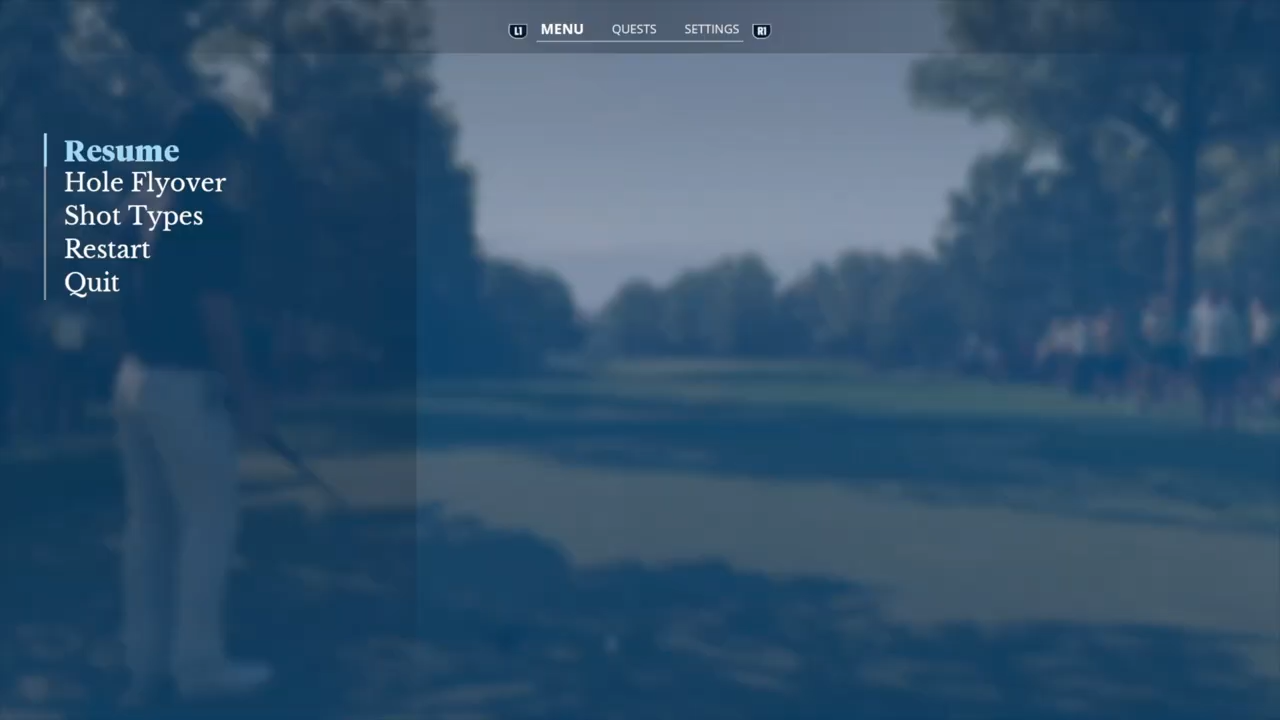 L1 MENU QUESTS SETTINGS R1
Resume
Hole Flyover
Shot Types
Restart
Quit